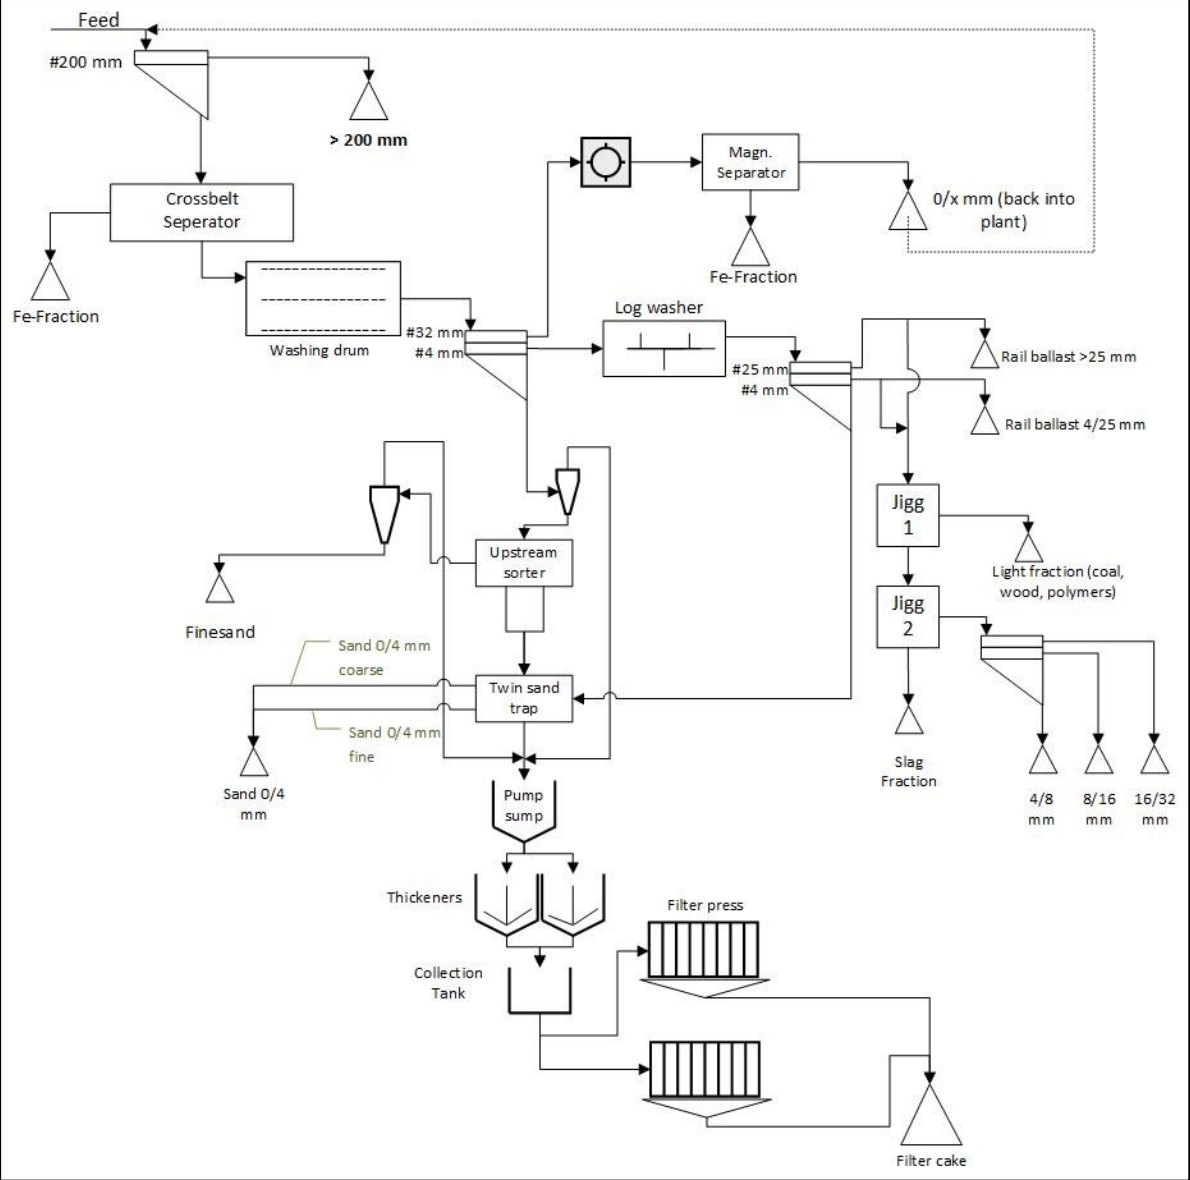 Feed
#200 mm
> 200 mm
Magn.
Separator
Crossbelt
Seperator
0/x mm (back into
plant)
Fe-Fraction
Fe-Fraction
Log washer
#32 mm
#4 mm
Washing drum
#25 mm
#4 mm
Rail ballast >25 mm
Rail ballast 4/25 mm
Jigg
1
Upstream
sorter
Light fraction (coal,
wood, polymers)
Jigg
2
Finesand
Sand 0/4 mm
coarse
Twin sand
trap
Sand 0/4 mm
fine
Slag
Fraction
Sand 0/4
mm
Pump
sump
4/8
mm
8/16
mm
16/32
mm
Thickeners
Filter press
Collection
Tank
Filter cake